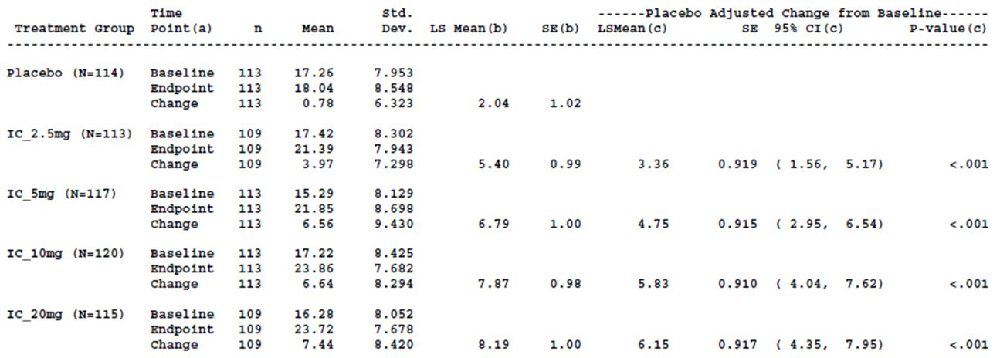 Time Std. ------Placebo Adjusted Change from Baseline------
Treatment Group Point(a) n Mean Dev. LS Mean(b) SE(b) LSMean(c) SE 95% CI(c) P-value(c)
Placebo (N=114) Baseline 113 17.26 7.953
Endpoint 113 18.04 8.548
Change 113 0.78 6.323 2.04 1.02
IC_2.5mg (N=113) Baseline 109 17.42 8.302
Endpoint 109 21.39 7.943
Change 109 3.97 7.298 5.40 0.99 3.36 0.919 ( 1.56, 5.17) <.001
IC_5mg (N=117) Baseline 113 15.29 8.129
Endpoint 113 21.85 8.698
Change 113 6.56 9.430 6.79 1.00 4.75 0.915 ( 2.95, 6.54) <.001
IC_10mg (N=120) Baseline 113 17.22 8.425
Endpoint 113 23.86 7.682
Change 113 6.64 8.294 7.87 0.98 5.83 0.910 ( 4.04, 7.62) <.001
IC_20mg (N=115) Baseline 109 16.28 8.052
Endpoint 109 23.72 7.678
Change 109 7.44 8.420 8.19 1.00 6.15 0.917 ( 4.35, 7.95) <.001